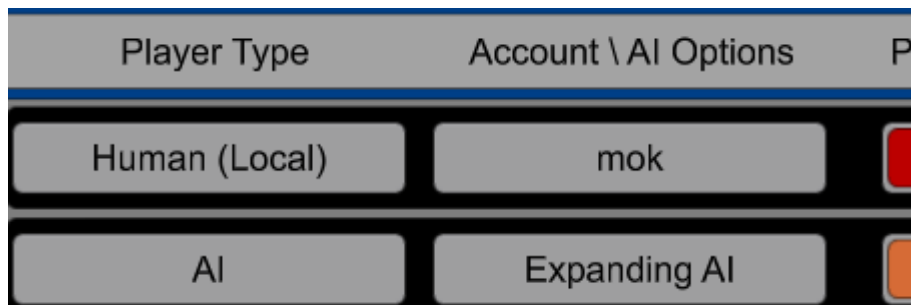 Player Type Account \ AI Options P
Human (Local) mok
AI Expanding AI